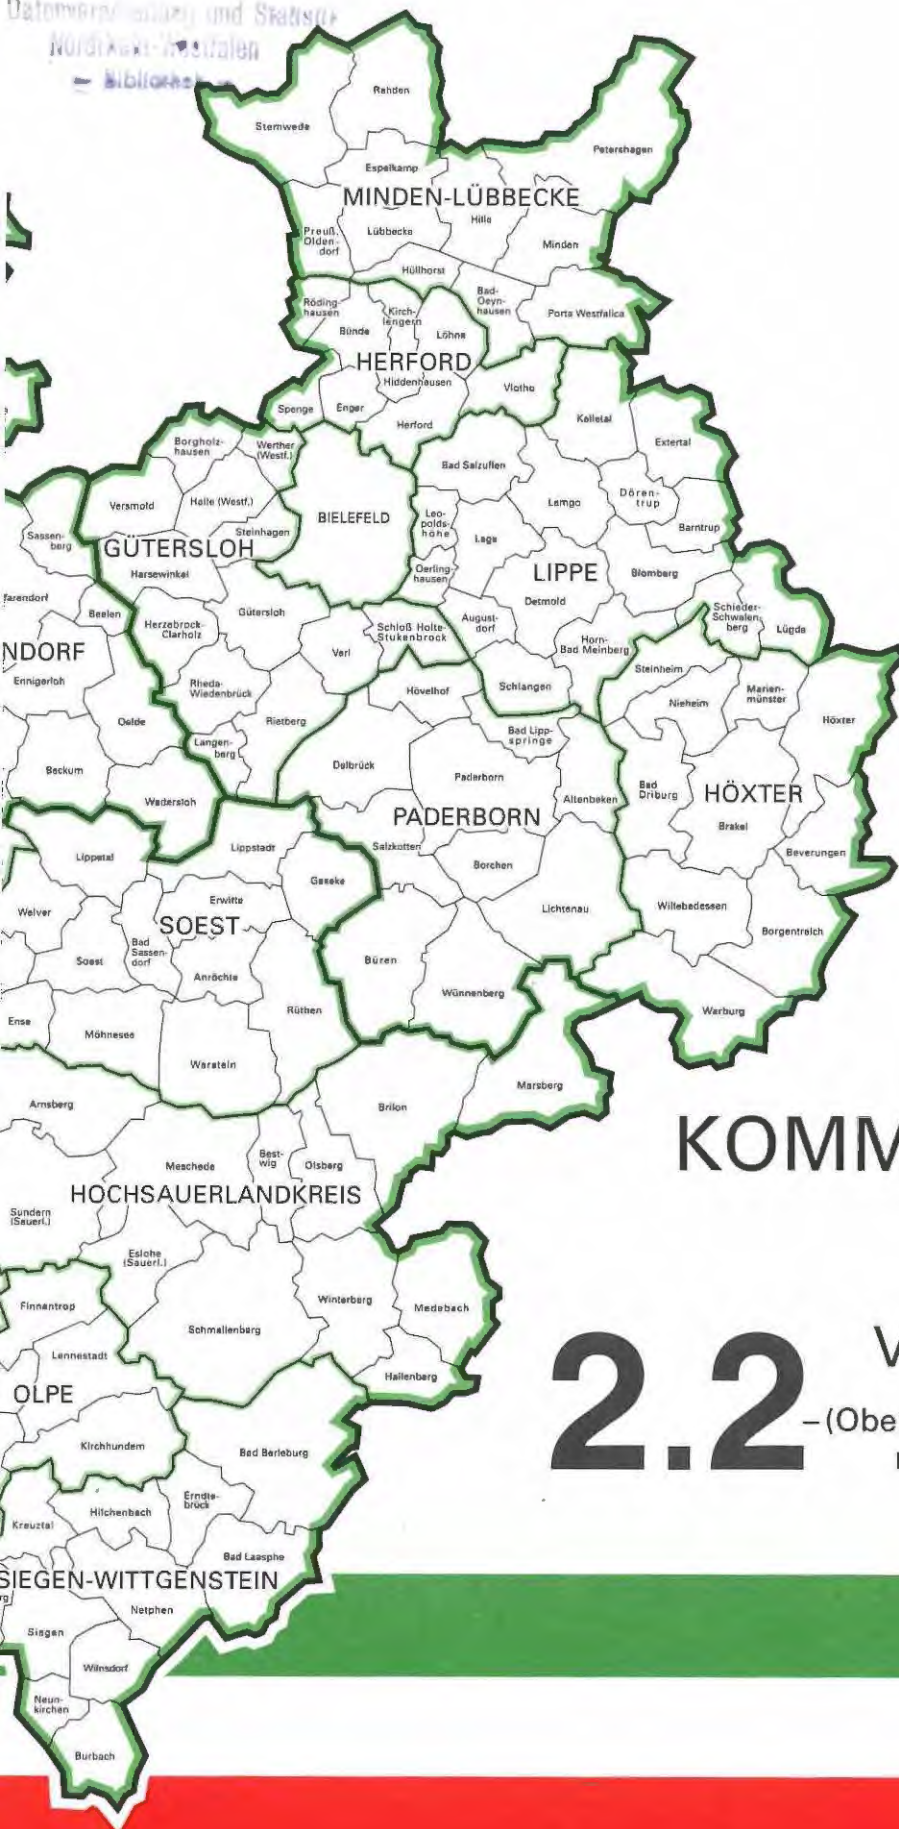 und Statistik
Nordrhein-Westfalen
– Bibliothek –
Rahden
Stemwede
Petershagen
Espelkamp
MINDEN-LÜBBECKE
Preuß.
Olden-
dorf
Lübbecke
Hille
Minden
Hüllhorst
Bad-
Oeyn-
hausen
Porta Westfalica
Röding-
hausen
Kirch-
lengern
Bünde
Löhne
HERFORD
Hiddenhausen
Vlotho
Spenge
Enger
Herford
Kalletal
Extertal
Borgholz-
hausen
Werther
(Westf.)
Bad Salzuflen
Versmold
Halle (Westf.)
BIELEFELD
Leo-
polds-
höhe
Lemgo
Dören-
trup
Barntrup
Sassen-
berg
Steinhagen
GÜTERSLOH
Lage
Harsewinkel
Oerling-
hausen
LIPPE
Blomberg
Detmold
arendorf
Beelen
Herzebrock-
Clarholz
Gütersloh
Schloß Holte-
Stukenbrock
August-
dorf
Schieder-
Schwalen-
berg
Lügde
NDORF
Verl
Horn-
Bad Meinberg
Ennigerloh
Rheda-
Wiedenbrück
Hövelhof
Schlangen
Steinheim
Nieheim
Marien-
münster
Höxter
Oelde
Rietberg
Langen-
berg
Bad Lipp-
springe
Beckum
Delbrück
Paderborn
Altenbeken
Bad
Driburg
HÖXTER
Wadersloh
PADERBORN
Brakel
Lippetal
Lippstadt
Salzkotten
Borchen
Beverungen
Geseke
Welver
Erwitte
SOEST
Lichtenau
Willebadessen
Borgentreich
Soest
Bad
Sassen-
dorf
Anröchte
Büren
Wünnenberg
Ense
Möhnesee
Rüthen
Warburg
Warstein
Marsberg
Arnsberg
Brilon
KOMM
Meschede
Best-
wig
Olsberg
HOCHSAUERLANDKREIS
Sundern
(Sauerl.)
Eslohe
(Sauerl.)
Finnentrop
Winterberg
Medebach
Schmallenberg
Lennestadt
Hallenberg
OLPE
2.2
–(Obe
Kirchhundem
Bad Berleburg
Erndte-
brück
Kreuztal
Hilchenbach
Bad Laasphe
SIEGEN-WITTGENSTEIN
Netphen
Siegen
Wilnsdorf
Neun-
kirchen
Burbach